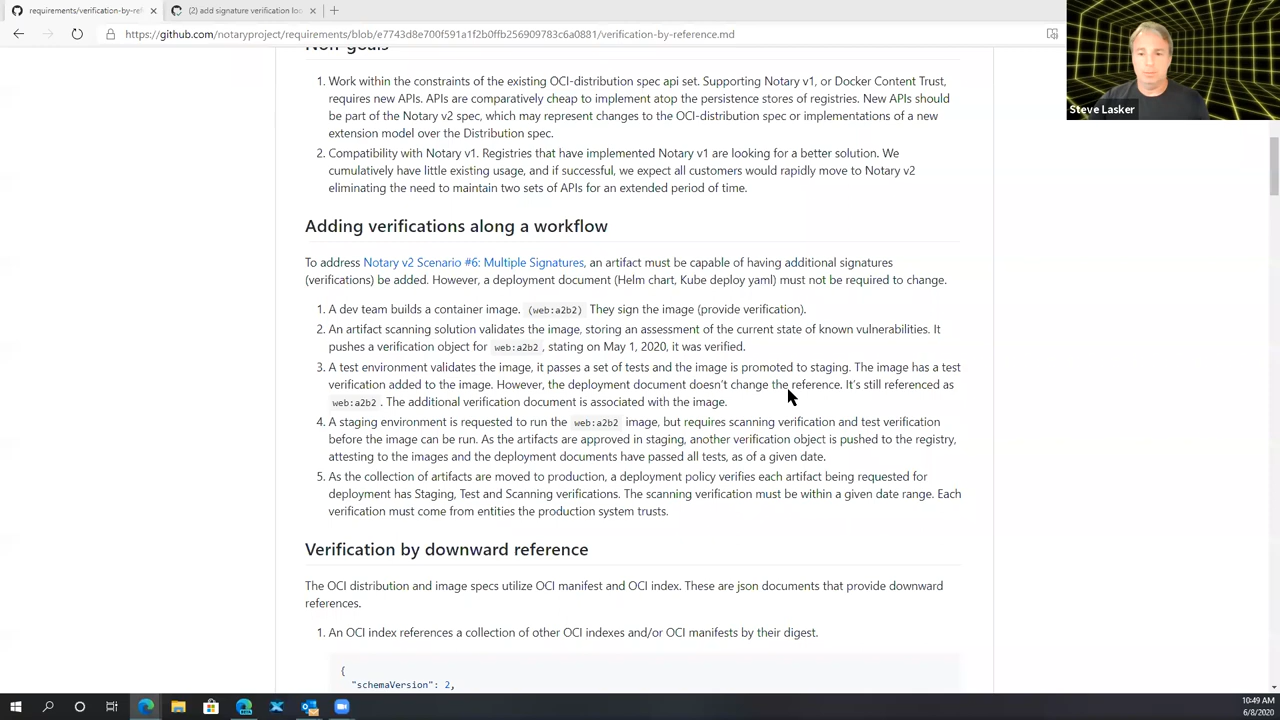 requirements/verification-by-ref
(2) add signature verification loc
https://github.com/notaryproject/requirements/blob/e7743d8e700f591a1f2b0ffb256909783c6a0881/verification-by-reference.md
Steve Lasker
Non-goals
1. Work within the constraints of the existing OCI-distribution spec api set. Supporting Notary v1, or Docker Content Trust,
requires new APIs. APIs are comparatively cheap to implement atop the persistence stores of registries. New APIs should
be part of the Notary v2 spec, which may represent changes to the OCI-distribution spec or implementations of a new
extension model over the Distribution spec.
2. Compatibility with Notary v1. Registries that have implemented Notary v1 are looking for a better solution. We
cumulatively have little existing usage, and if successful, we expect all customers would rapidly move to Notary v2
eliminating the need to maintain two sets of APIs for an extended period of time.
Adding verifications along a workflow
To address Notary v2 Scenario #6: Multiple Signatures, an artifact must be capable of having additional signatures
(verifications) be added. However, a deployment document (Helm chart, Kube deploy yaml) must not be required to change.
1. A dev team builds a container image. (web:a2b2) They sign the image (provide verification).
2. An artifact scanning solution validates the image, storing an assessment of the current state of known vulnerabilities. It
pushes a verification object for web:a2b2, stating on May 1, 2020, it was verified.
3. A test environment validates the image, it passes a set of tests and the image is promoted to staging. The image has a test
verification added to the image. However, the deployment document doesn't change the reference. It's still referenced as
web:a2b2. The additional verification document is associated with the image.
4. A staging environment is requested to run the web:a2b2 image, but requires scanning verification and test verification
before the image can be run. As the artifacts are approved in staging, another verification object is pushed to the registry,
attesting to the images and the deployment documents have passed all tests, as of a given date.
5. As the collection of artifacts are moved to production, a deployment policy verifies each artifact being requested for
deployment has Staging, Test and Scanning verifications. The scanning verification must be within a given date range. Each
verification must come from entities the production system trusts.
Verification by downward reference
The OCI distribution and image specs utilize OCI manifest and OCI index. These are json documents that provide downward
references.
1. An OCI index references a collection of other OCI indexes and/or OCI manifests by their digest.
{
"schemaVersion": 2,
10:49 AM
6/8/2020